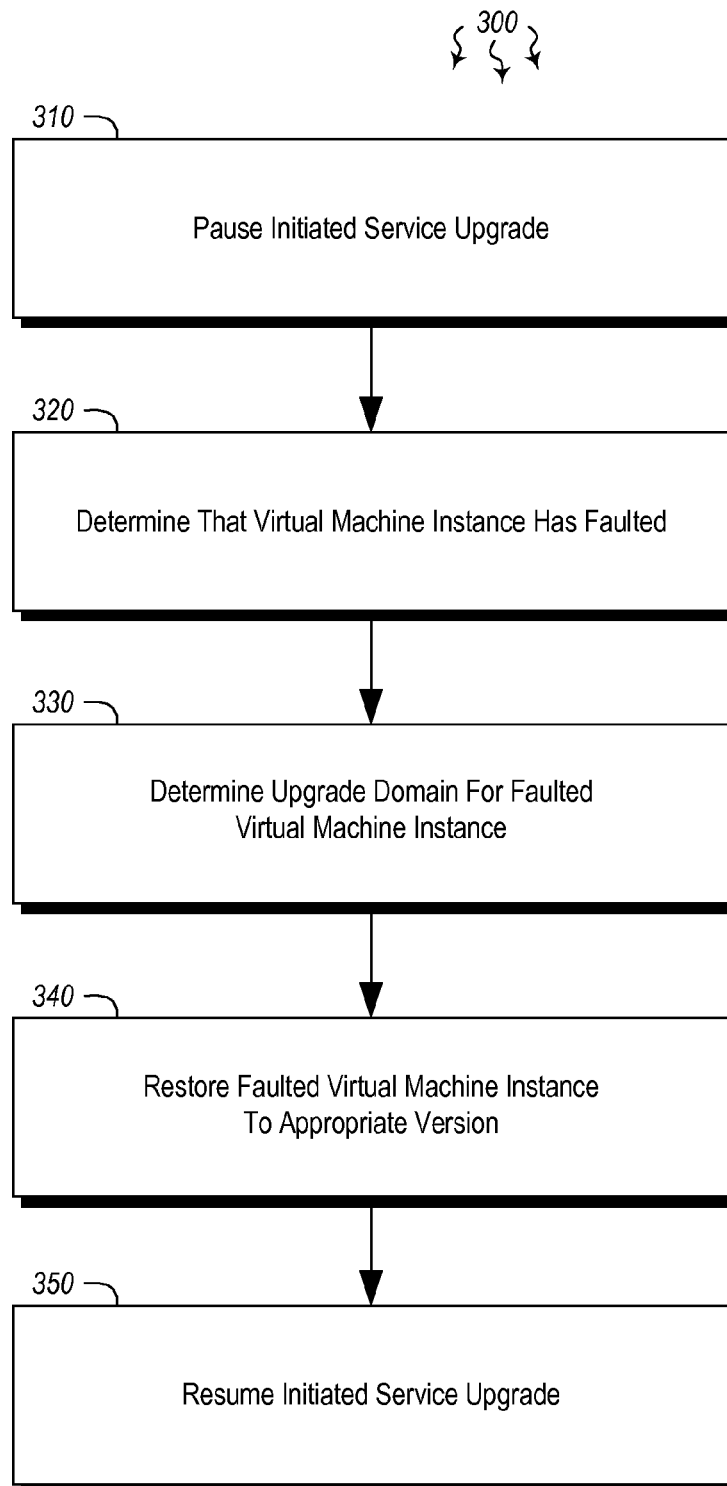 300
310
Pause Initiated Service Upgrade
320
Determine That Virtual Machine Instance Has Faulted
330
Determine Upgrade Domain For Faulted
Virtual Machine Instance
340
Restore Faulted Virtual Machine Instance
To Appropriate Version
350
Resume Initiated Service Upgrade